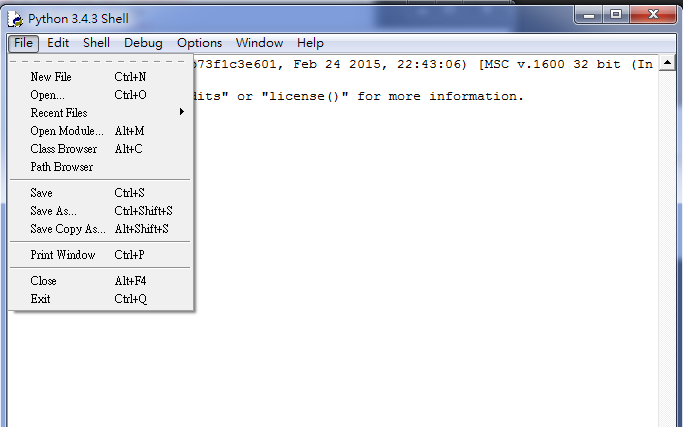 Python 3.4.3 Shell
File Edit Shell Debug Options Window Help
73f1c3e601, Feb 24 2015, 22:43:06) [MSC v.1600 32 bit (In
its" or "license()" for more information.
New File Ctrl+N
Open... Ctrl+O
Recent Files
Open Module... Alt+M
Class Browser Alt+C
Path Browser
Save Ctrl+S
Save As... Ctrl+Shift+S
Save Copy As... Alt+Shift+S
Print Window Ctrl+P
Close Alt+F4
Exit Ctrl+Q